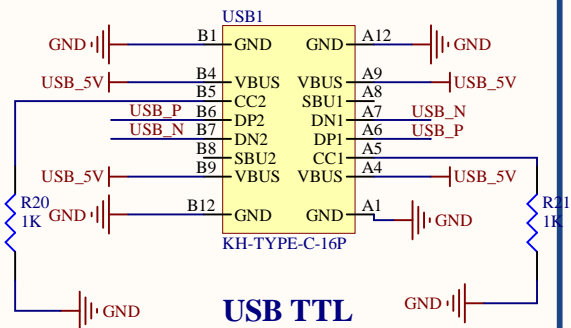 USB1
GND B1 GND GND A12 GND
USB_5V B4 VBUS VBUS A9 USB_5V
B5 CC2 SBU1 A8
USB_P B6 DP2 DN1 A7 USB_N
USB_N B7 DN2 DP1 A6 USB_P
B8 SBU2 CC1 A5
USB_5V B9 VBUS VBUS A4 USB_5V
R20 R21
1K 1K
GND B12 GND GND A1 GND
KH-TYPE-C-16P
GND USB TTL GND